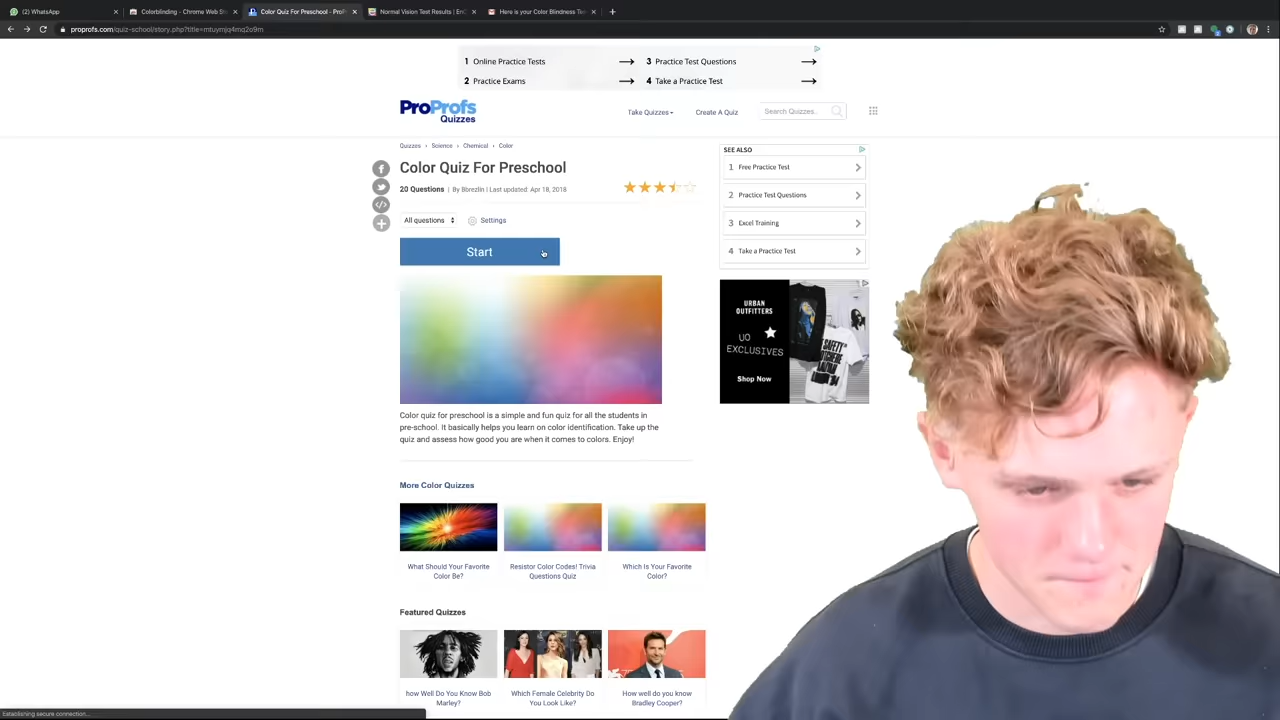 (2) WhatsApp
Colorblinding - Chrome Web St
Color Quiz For Preschool - ProP
Normal Vision Test Results | EnC
Here is your Color Blindness Te
proprofs.com/quiz-school/story.php?title=mtuymjq4mq2o9m
1 Online Practice Tests
3 Practice Test Questions
2 Practice Exams
4 Take a Practice Test
ProProfs
Quizzes
Take Quizzes
Create A Quiz
Search Quizzes..
Quizzes › Science › Chemical › Color
Color Quiz For Preschool
20 Questions | By Bbrezlin | Last updated: Apr 18, 2018
All questions
Settings
Start
Color quiz for preschool is a simple and fun quiz for all the students in
pre-school. It basically helps you learn on color identification. Take up the
quiz and assess how good you are when it comes to colors. Enjoy!
More Color Quizzes
What Should Your Favorite
Color Be?
Resistor Color Codes! Trivia
Questions Quiz
Which Is Your Favorite
Color?
Featured Quizzes
how Well Do You Know Bob
Marley?
Which Female Celebrity Do
You Look Like?
How well do you know
Bradley Cooper?
SEE ALSO
1 Free Practice Test
2 Practice Test Questions
3 Excel Training
4 Take a Practice Test
URBAN
OUTFITTERS
UO
EXCLUSIVES
Shop Now
Establishing secure connection...